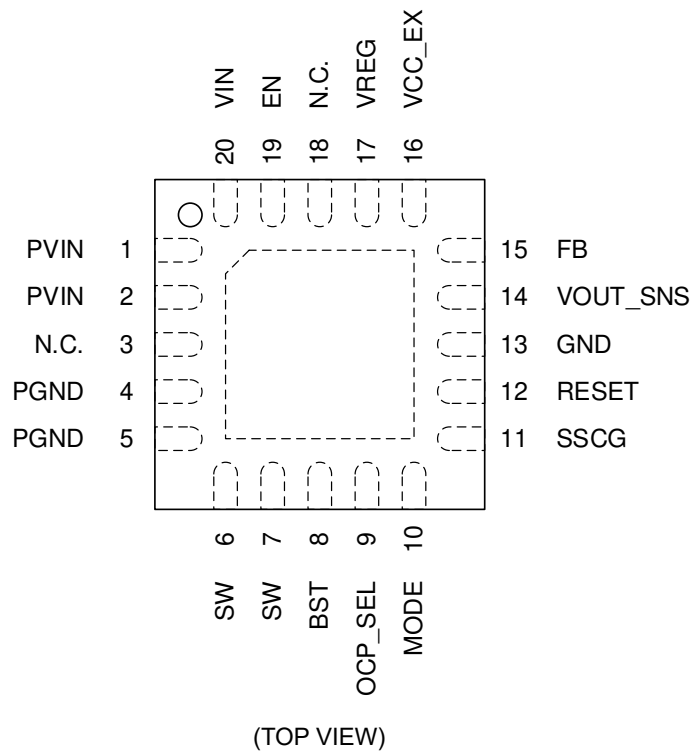 VIN
EN
N.C.
VREG
VCC_EX
20
19
18
17
16
PVIN 1
PVIN 2
N.C. 3
PGND 4
PGND 5
15 FB
14 VOUT_SNS
13 GND
12 RESET
11 SSCG
6
7
8
9
10
SW
SW
BST
OCP_SEL
MODE
(TOP VIEW)